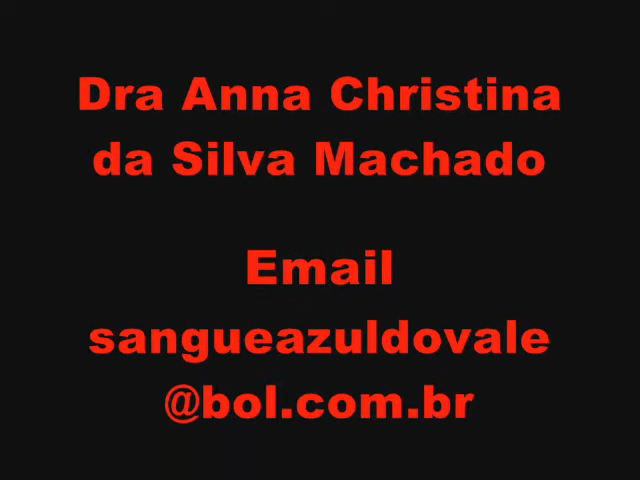 Dra Anna Christina
da Silva Machado
Email
sangueazuldovale
@bol.com.br